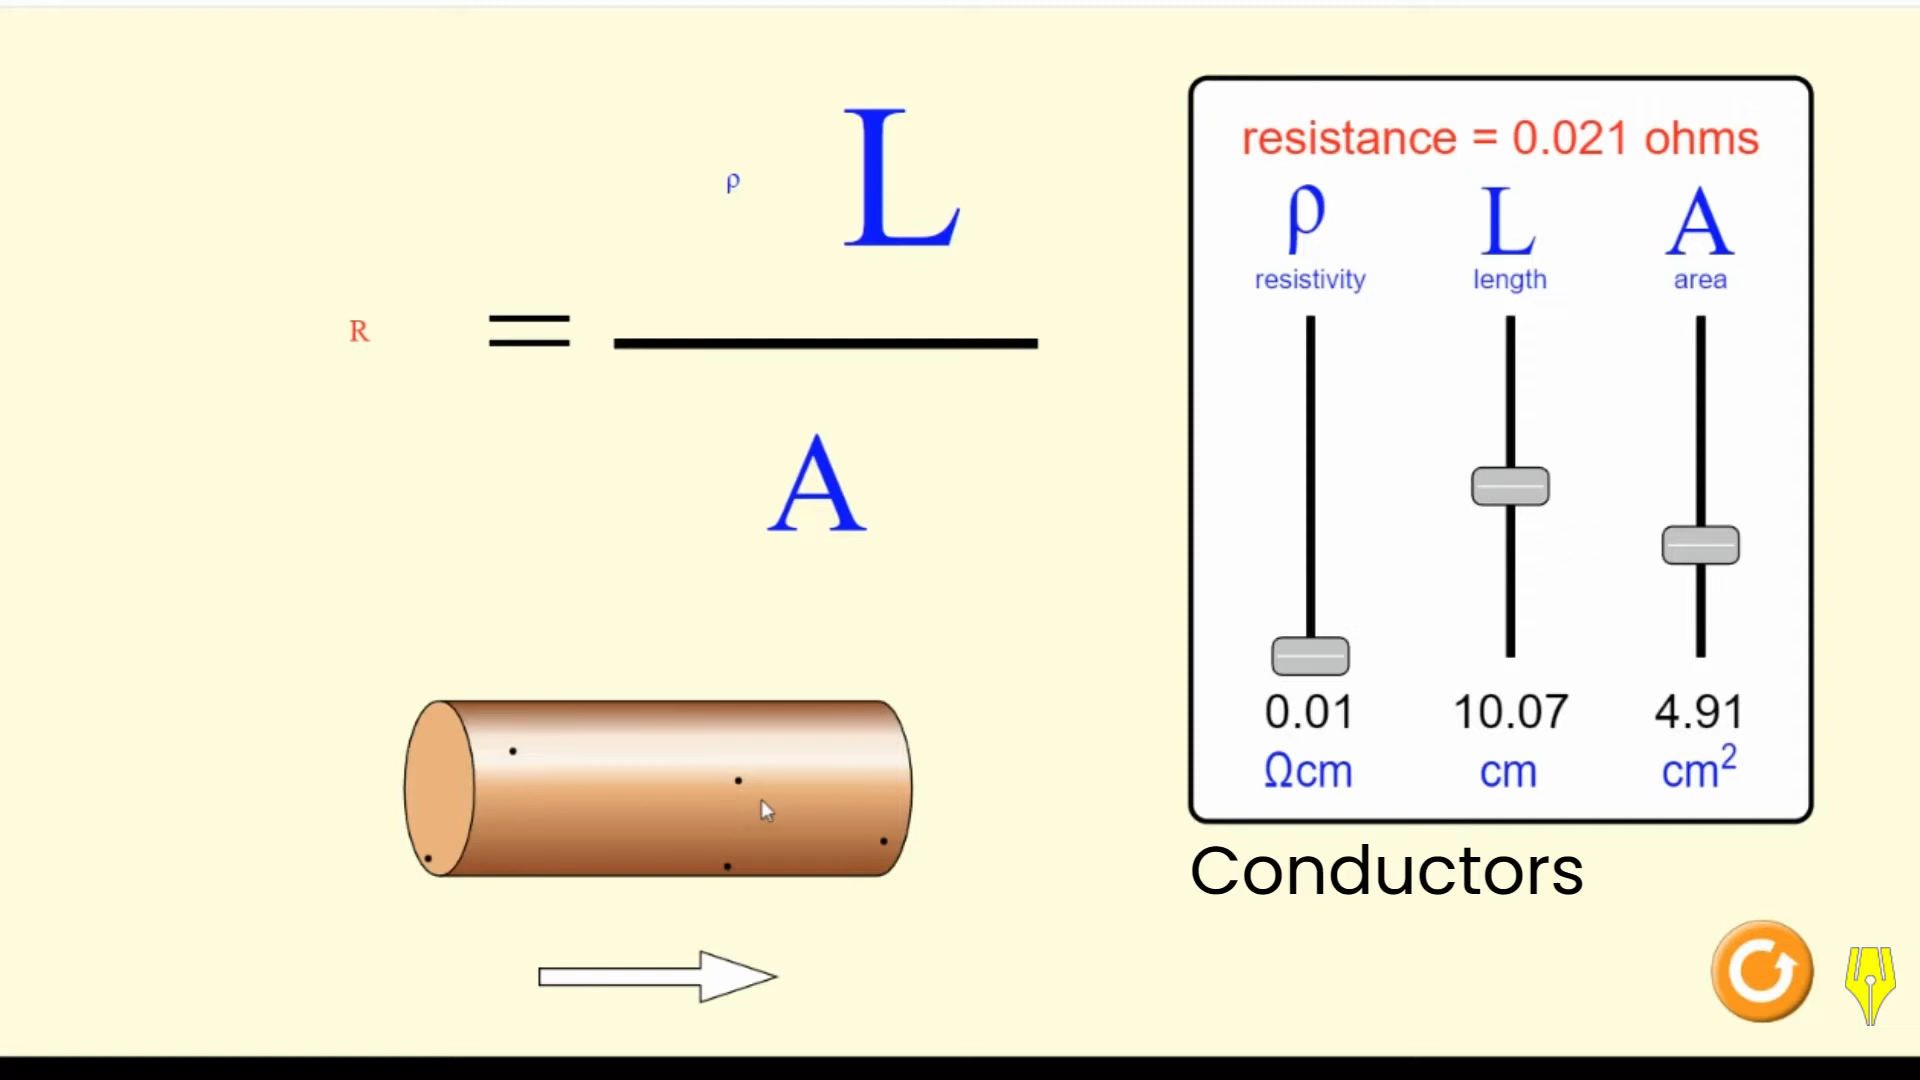 R = ρ L
A
resistance = 0.021 ohms
ρ L A
resistivity length area
0.01 10.07 4.91
Ωcm cm cm²
Conductors